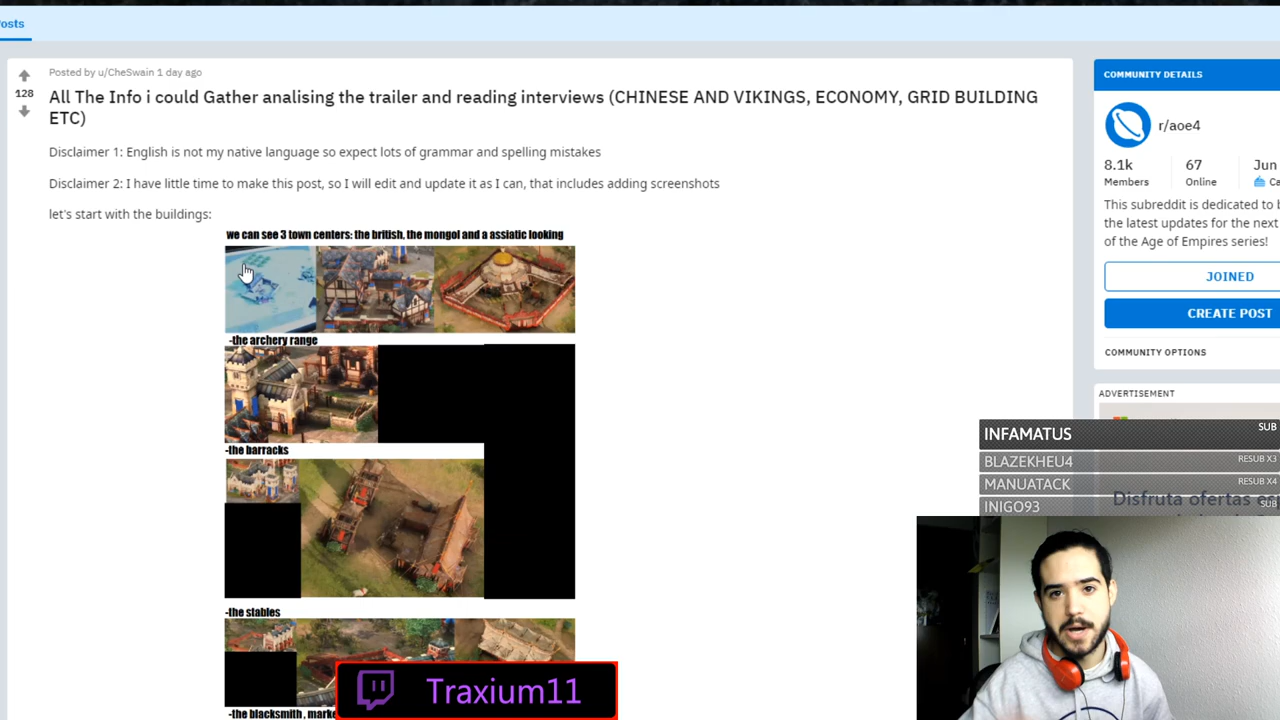 Posts
Posted by u/CheSwain 1 day ago
128
All The Info i could Gather analising the trailer and reading interviews (CHINESE AND VIKINGS, ECONOMY, GRID BUILDING
ETC)
Disclaimer 1: English is not my native language so expect lots of grammar and spelling mistakes
Disclaimer 2: I have little time to make this post, so I will edit and update it as I can, that includes adding screenshots
let's start with the buildings:
we can see 3 town centers: the british, the mongol and a assiatic looking
-the archery range
-the barracks
-the stables
-the blacksmith, marke
COMMUNITY DETAILS
r/aoe4
8.1k 67 Jun
Members Online Ca
This subreddit is dedicated to b
the latest updates for the next
of the Age of Empires series!
JOINED
CREATE POST
COMMUNITY OPTIONS
ADVERTISEMENT
INFAMATUS SUB
BLAZEKHEU4 RESUB X3
MANUATACK RESUB X4
Disfruta ofertas
INIGO93 SUB
Traxium11